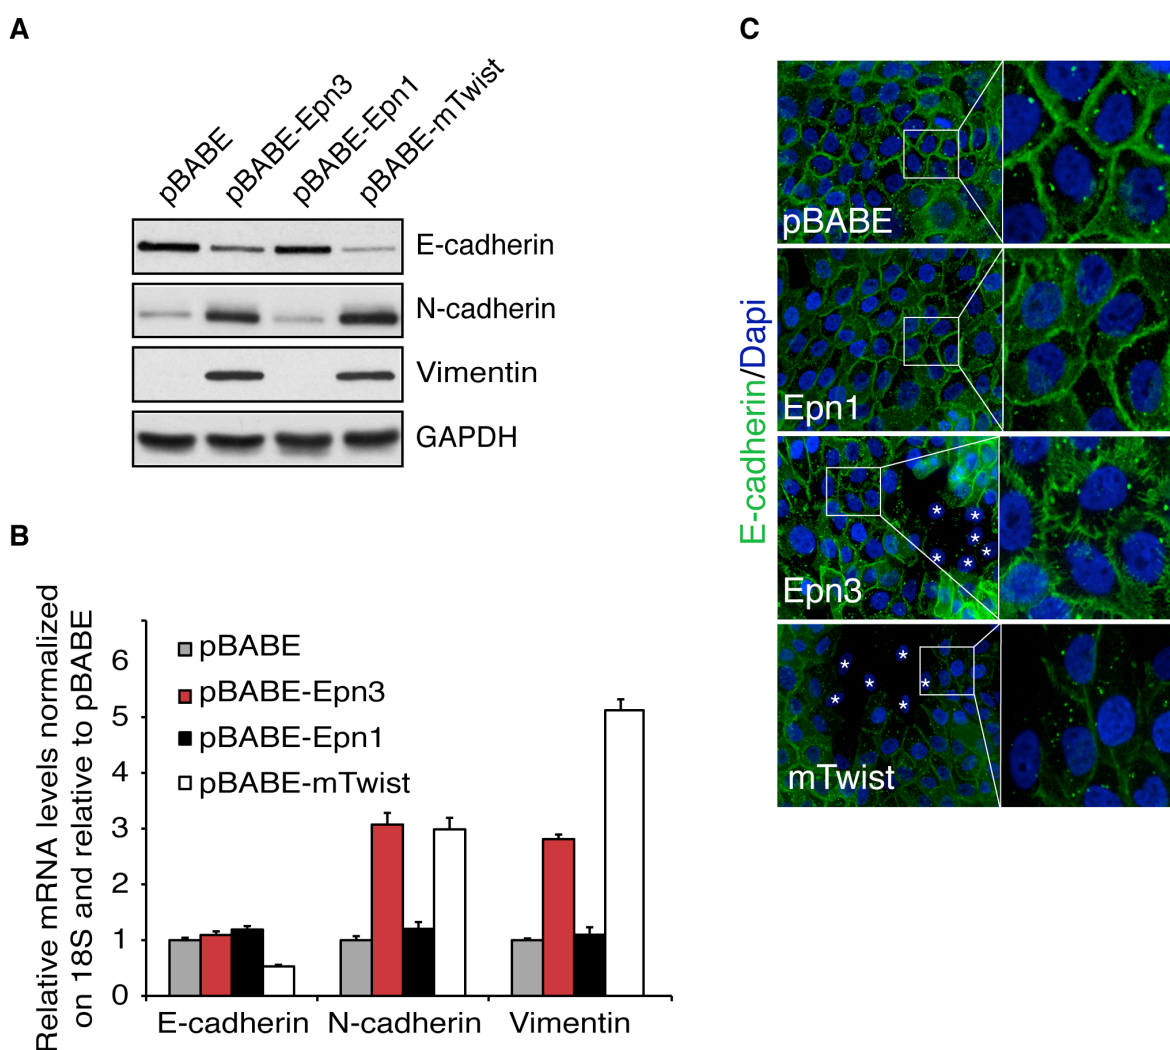 A
pBABE
pBABE-Epn3
pBABE-Epn1
pBABE-mTwist
E-cadherin
N-cadherin
Vimentin
GAPDH
B
Relative mRNA levels normalized
on 18S and relative to pBABE
6
5
4
3
2
1
0
pBABE
pBABE-Epn3
pBABE-Epn1
pBABE-mTwist
E-cadherin N-cadherin Vimentin
C
E-cadherin/Dapi
pBABE
Epn1
Epn3
* * * * * * *
mTwist
* * * * * *